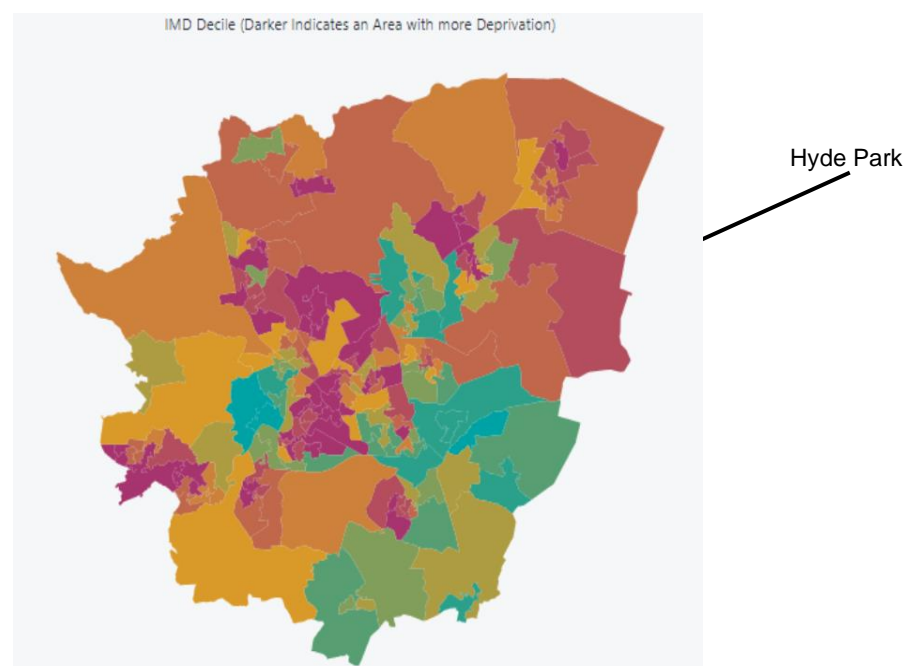 IMD Decile (Darker Indicates an Area with more Deprivation)
Hyde Park